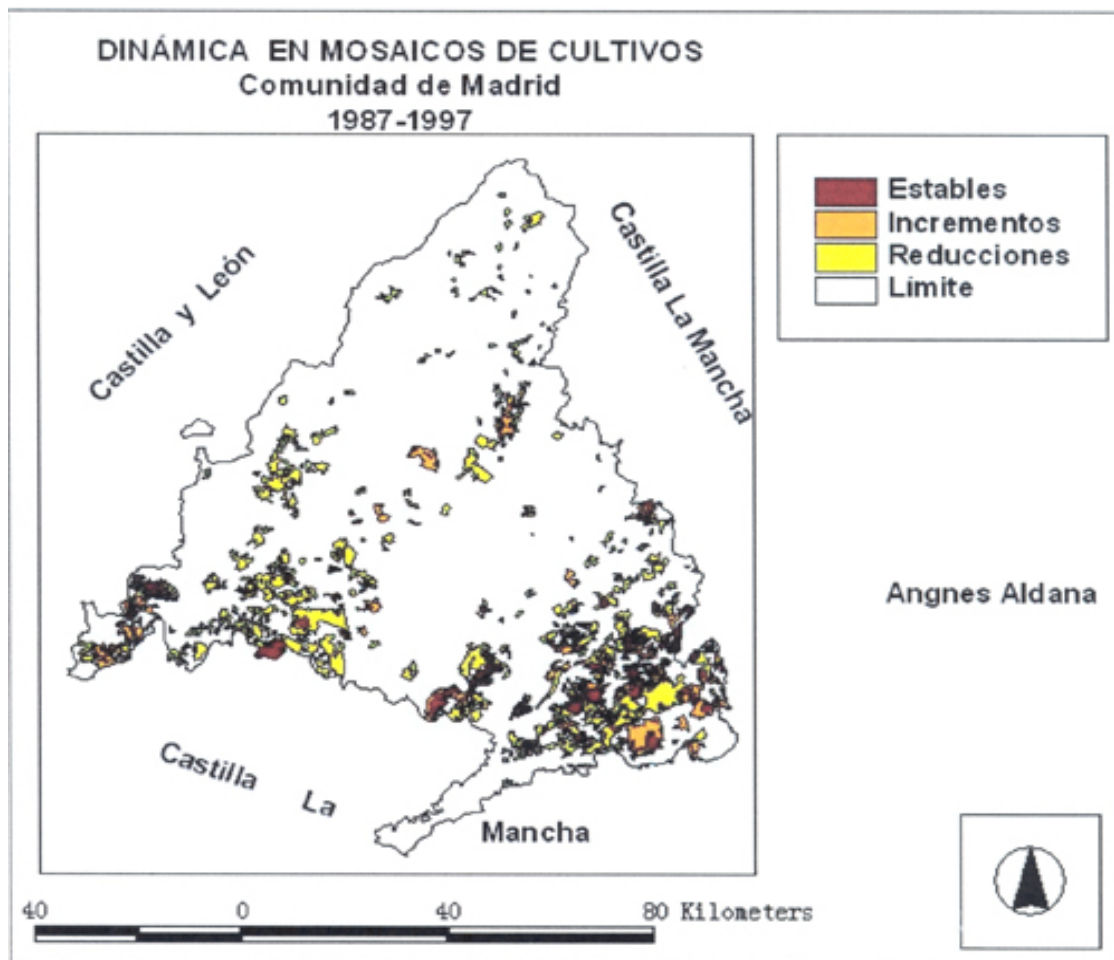 DINÁMICA EN MOSAICOS DE CULTIVOS
Comunidad de Madrid
1987-1997
Estables
Incrementos
Reducciones
Límite
Castilla y León
Castilla La Mancha
Angnes Aldana
Castilla La
Mancha
40 0 40 80 Kilometers